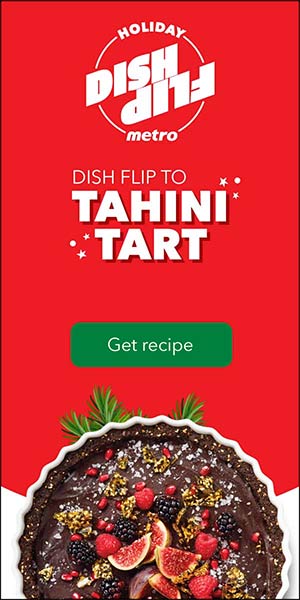 HOLIDAY
DISH
FLIP
metro
DISH FLIP TO
TAHINI
TART
Get recipe